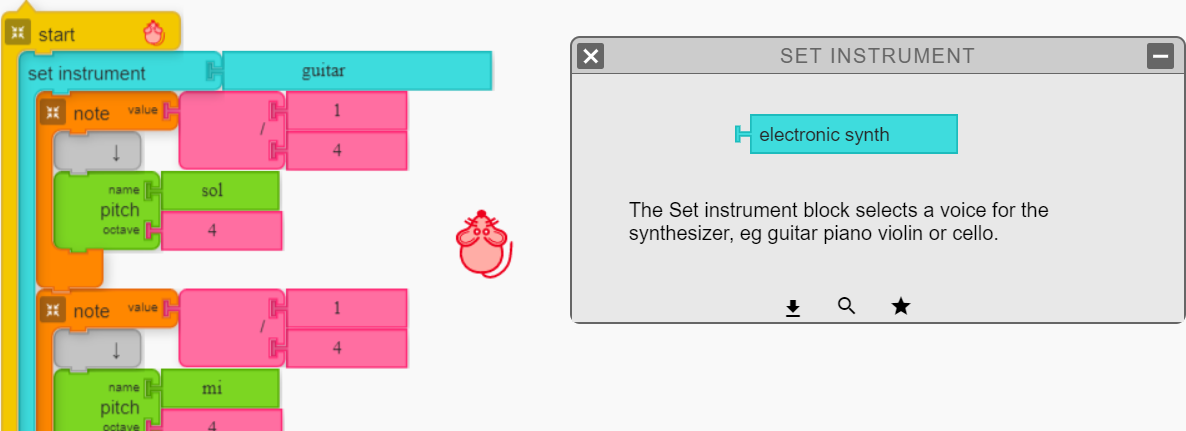 start
set instrument guitar
note value / 1
4
↓
name sol
pitch
octave 4
note value / 1
4
↓
name mi
pitch
octave 4
SET INSTRUMENT
electronic synth
The Set instrument block selects a voice for the
synthesizer, eg guitar piano violin or cello.